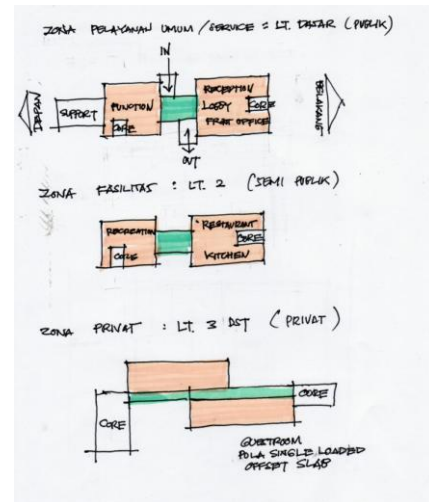 ZONA PELAYANAN UMUM / SERVICE = LT. DASAR (PUBLIK)
IN
DEPAN
SUPPORT
FUNCTION
CORE
RECEPTION
LOBBY
CORE
FRONT OFFICE
BELAKANG
OUT
ZONA FASILITAS : LT. 2 (SEMI PUBLIK)
RECREATION
CORE
RESTAURANT
CORE
KITCHEN
ZONA PRIVAT : LT. 3 DST (PRIVAT)
CORE
CORE
GUESTROOM
POLA SINGLE LOADED
OFFSET SLAB